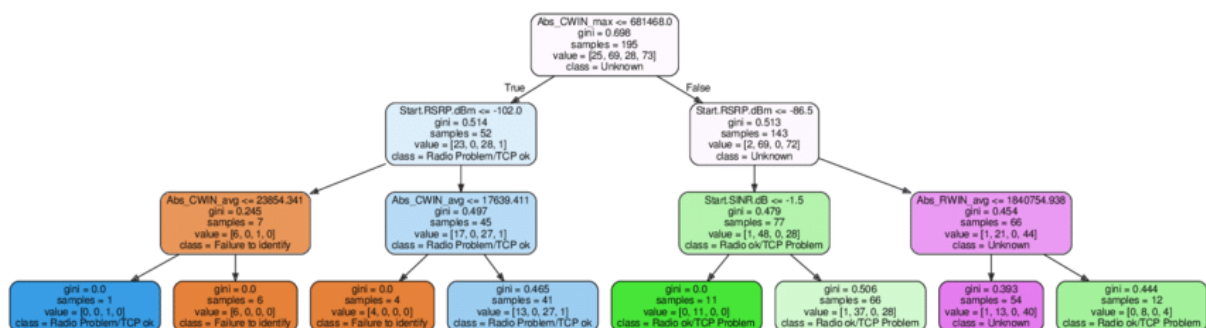 Abs_CWIN_max <= 681468.0
gini = 0.698
samples = 195
value = [25, 69, 28, 73]
class = Unknown
True
False
Start.RSRP.dBm <= -102.0
gini = 0.514
samples = 52
value = [23, 0, 28, 1]
class = Radio Problem/TCP ok
Start.RSRP.dBm <= -86.5
gini = 0.513
samples = 143
value = [2, 69, 0, 72]
class = Unknown
Abs_CWIN_avg <= 23854.341
gini = 0.245
samples = 7
value = [6, 0, 1, 0]
class = Failure to identify
Abs_CWIN_avg <= 17639.411
gini = 0.497
samples = 45
value = [17, 0, 27, 1]
class = Radio Problem/TCP ok
Start.SINR.dB <= -1.5
gini = 0.479
samples = 77
value = [1, 48, 0, 28]
class = Radio ok/TCP Problem
Abs_RWIN_avg <= 1840754.938
gini = 0.454
samples = 66
value = [1, 21, 0, 44]
class = Unknown
gini = 0.0
samples = 1
value = [0, 0, 1, 0]
class = Radio Problem/TCP ok
gini = 0.0
samples = 6
value = [6, 0, 0, 0]
class = Failure to identify
gini = 0.0
samples = 4
value = [4, 0, 0, 0]
class = Failure to identify
gini = 0.465
samples = 41
value = [13, 0, 27, 1]
class = Radio Problem/TCP ok
gini = 0.0
samples = 11
value = [0, 11, 0, 0]
class = Radio ok/TCP Problem
gini = 0.506
samples = 66
value = [1, 37, 0, 28]
class = Radio ok/TCP Problem
gini = 0.393
samples = 54
value = [1, 13, 0, 40]
class = Unknown
gini = 0.444
samples = 12
value = [0, 8, 0, 4]
class = Radio ok/TCP Problem